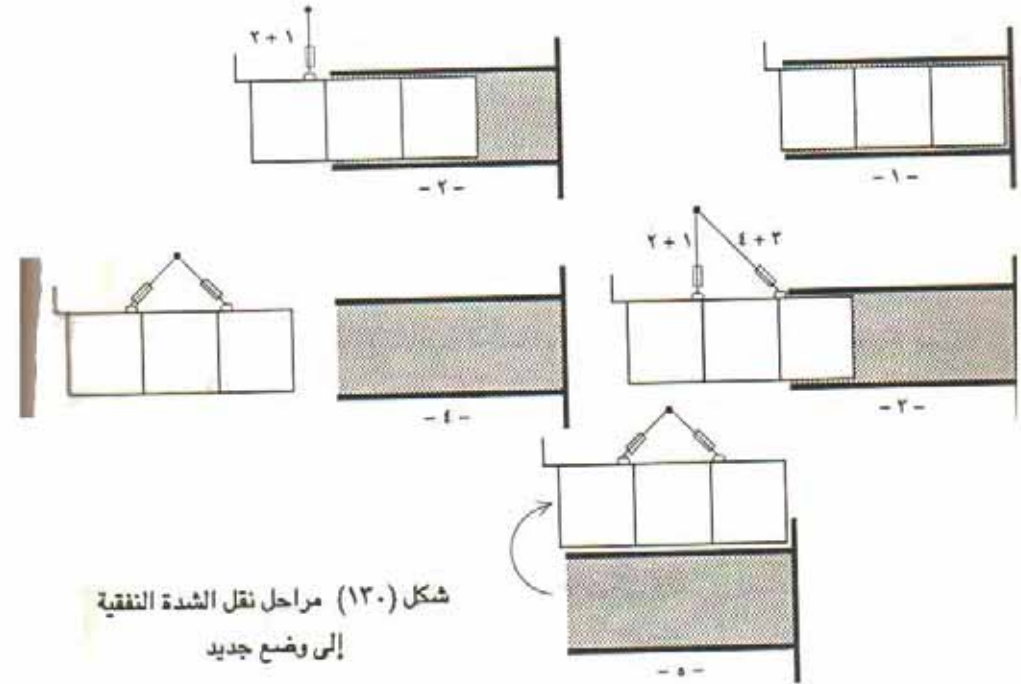 - ١ -
١ + ٢
- ٢ -
٣ + ٤
١ + ٢
- ٣ -
- ٤ -
- ٥ -
شكل (١٣٠) مراحل نقل الشدة النفقية
إلى وضع جديد